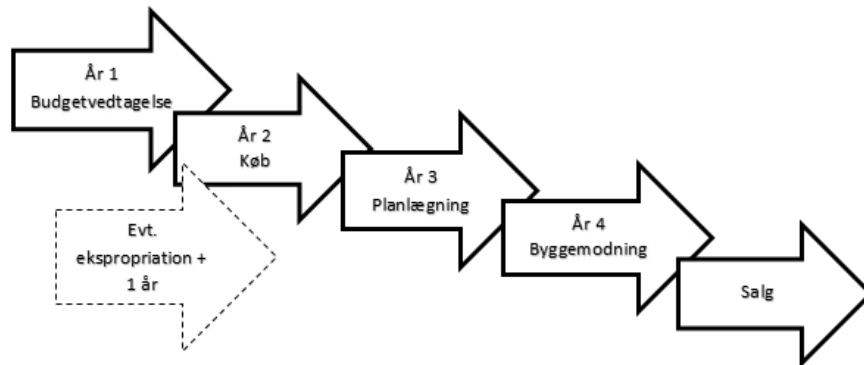 År 1
Budgetvedtagelse
År 2
Køb
År 3
Planlægning
År 4
Byggemodning
Evt.
ekspropriation +
1 år
Salg